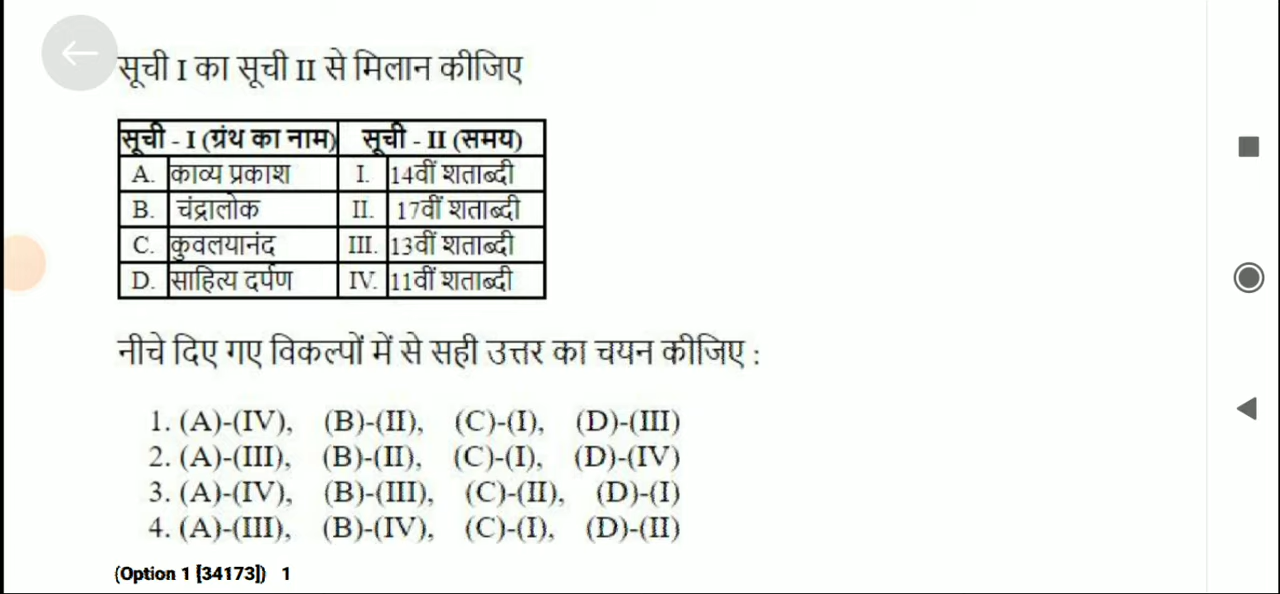 सूची I का सूची II से मिलान कीजिए
सूची - I (ग्रंथ का नाम) सूची - II (समय)
A. काव्य प्रकाश I. 14वीं शताब्दी
B. चंद्रालोक II. 17वीं शताब्दी
C. कुवलयानंद III. 13वीं शताब्दी
D. साहित्य दर्पण IV. 11वीं शताब्दी
नीचे दिए गए विकल्पों में से सही उत्तर का चयन कीजिए :
1. (A)-(IV), (B)-(II), (C)-(I), (D)-(III)
2. (A)-(III), (B)-(II), (C)-(I), (D)-(IV)
3. (A)-(IV), (B)-(III), (C)-(II), (D)-(I)
4. (A)-(III), (B)-(IV), (C)-(I), (D)-(II)
(Option 1 [34173]) 1